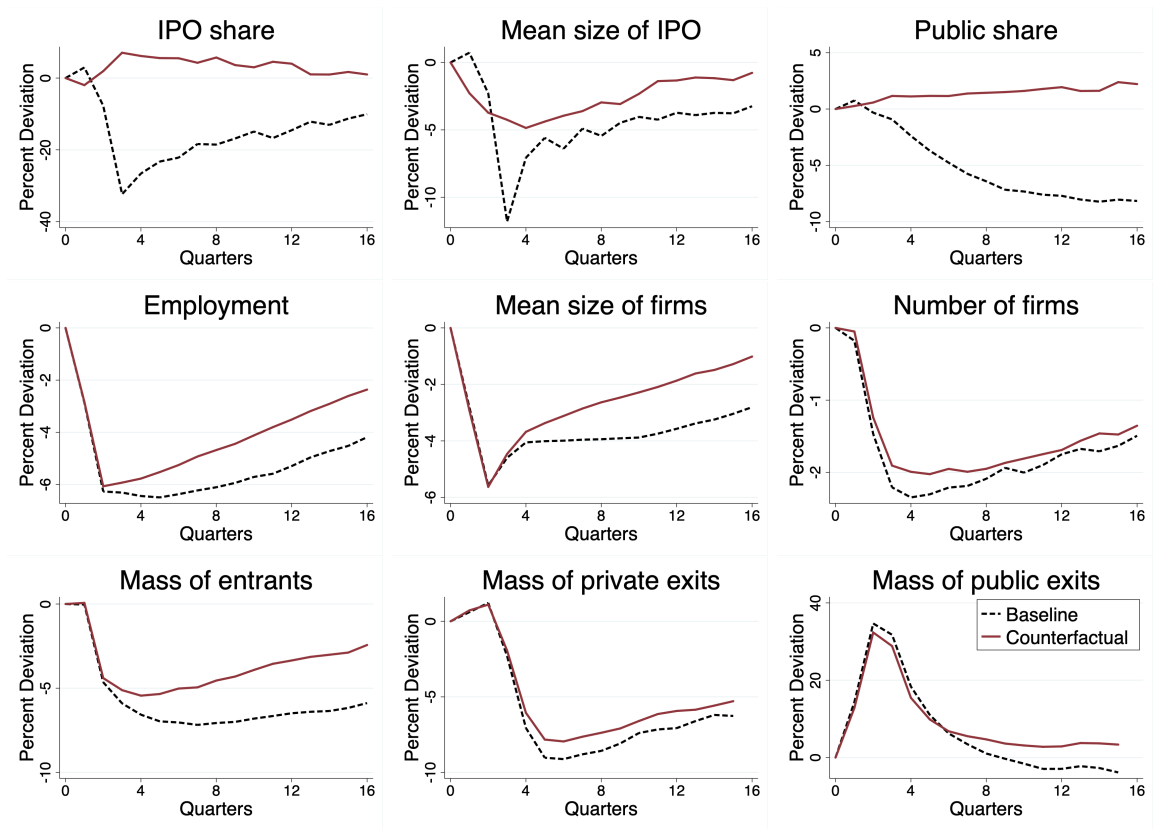 IPO share
Percent Deviation
0
-20
-40
0 4 8 12 16
Quarters
Mean size of IPO
Percent Deviation
0
-5
-10
0 4 8 12 16
Quarters
Public share
Percent Deviation
5
0
-5
-10
0 4 8 12 16
Quarters
Employment
Percent Deviation
0
-2
-4
-6
0 4 8 12 16
Quarters
Mean size of firms
Percent Deviation
0
-2
-4
-6
0 4 8 12 16
Quarters
Number of firms
Percent Deviation
0
-1
-2
0 4 8 12 16
Quarters
Mass of entrants
Percent Deviation
0
-5
-10
0 4 8 12 16
Quarters
Mass of private exits
Percent Deviation
0
-5
-10
0 4 8 12 16
Quarters
Mass of public exits
Percent Deviation
40
20
0
Baseline
Counterfactual
0 4 8 12 16
Quarters